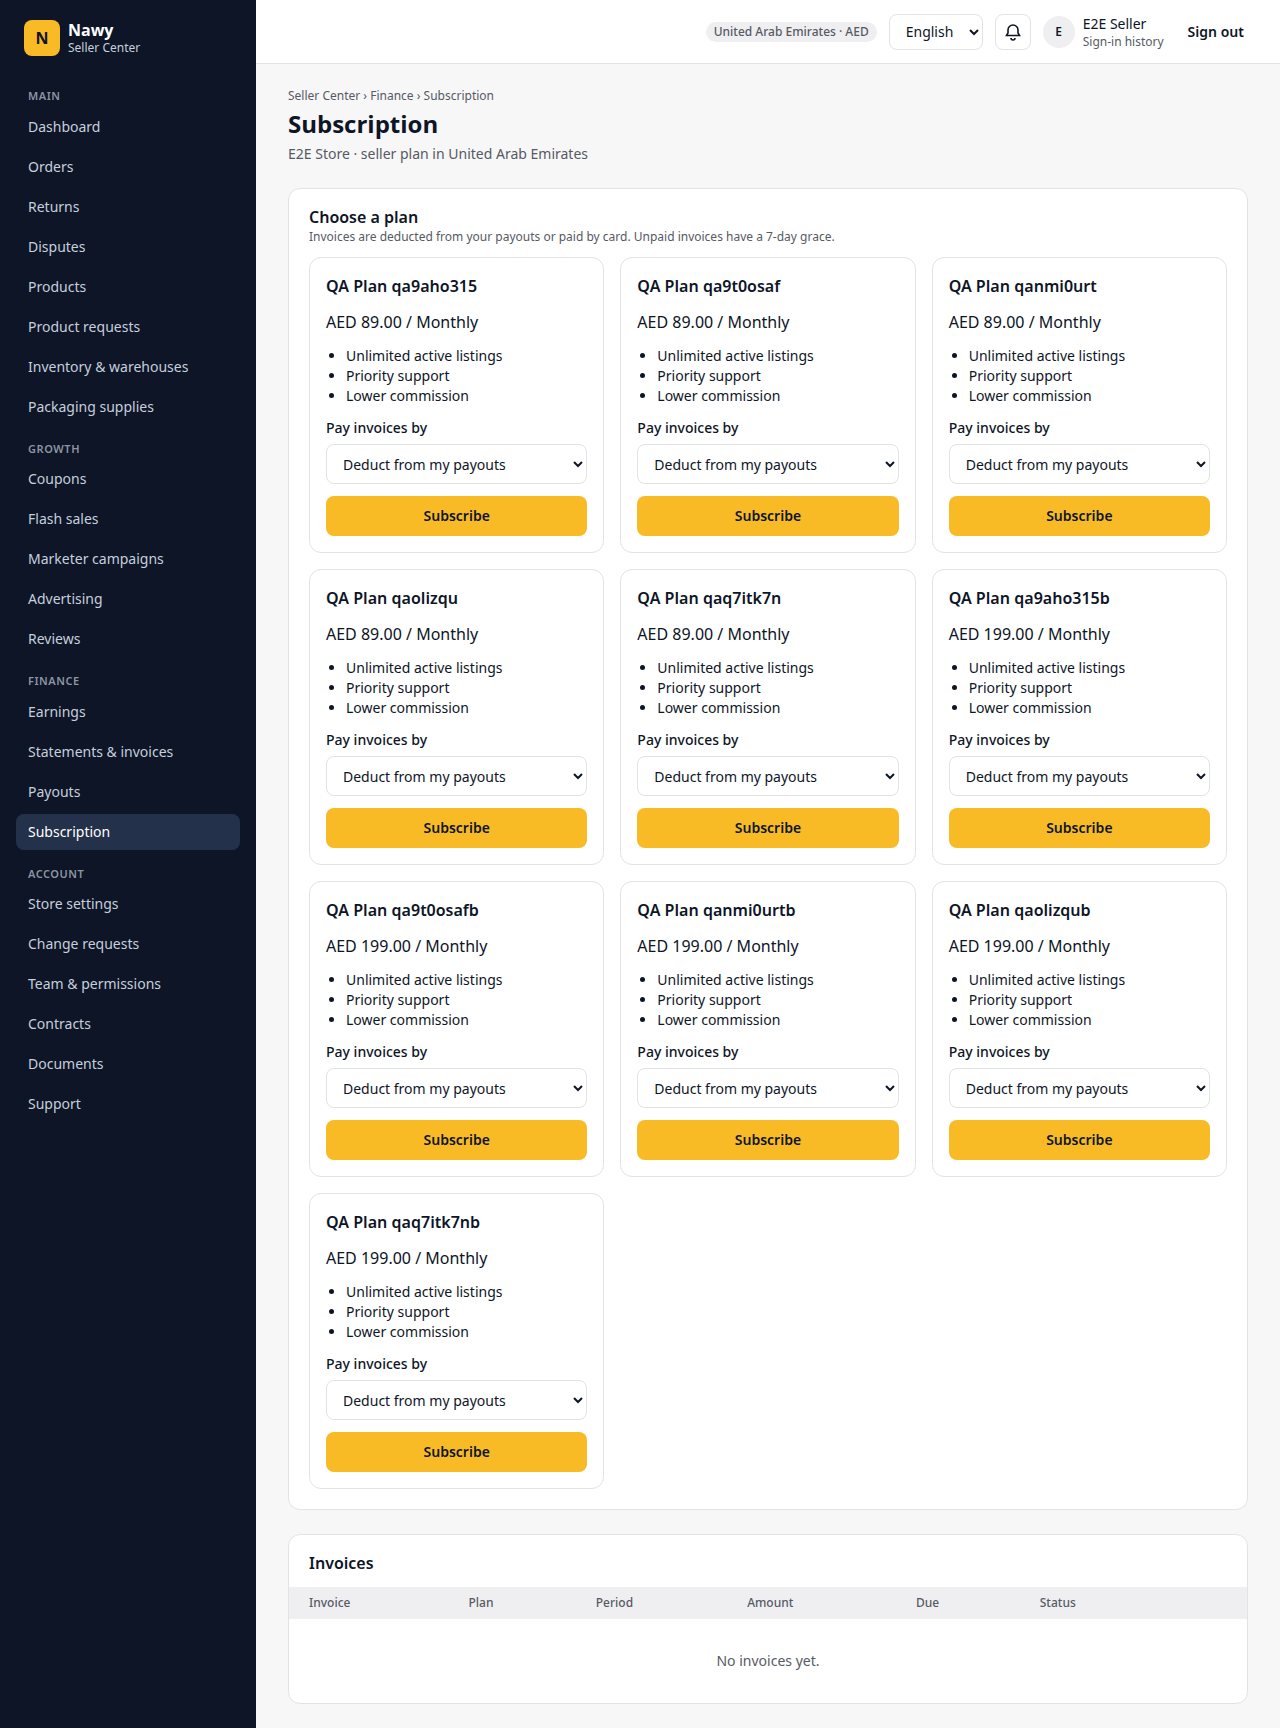 N
Nawy
Seller Center
MAIN
Dashboard
Orders
Returns
Disputes
Products
Product requests
Inventory & warehouses
Packaging supplies
GROWTH
Coupons
Flash sales
Marketer campaigns
Advertising
Reviews
FINANCE
Earnings
Statements & invoices
Payouts
Subscription
ACCOUNT
Store settings
Change requests
Team & permissions
Contracts
Documents
Support
United Arab Emirates · AED
English
E
E2E Seller
Sign-in history
Sign out
Seller Center › Finance › Subscription
Subscription
E2E Store · seller plan in United Arab Emirates
Choose a plan
Invoices are deducted from your payouts or paid by card. Unpaid invoices have a 7-day grace.
QA Plan qa9aho315
AED 89.00 / Monthly
Unlimited active listings
Priority support
Lower commission
Pay invoices by
Deduct from my payouts
Subscribe
QA Plan qa9t0osaf
AED 89.00 / Monthly
Unlimited active listings
Priority support
Lower commission
Pay invoices by
Deduct from my payouts
Subscribe
QA Plan qanmi0urt
AED 89.00 / Monthly
Unlimited active listings
Priority support
Lower commission
Pay invoices by
Deduct from my payouts
Subscribe
QA Plan qaolizqu
AED 89.00 / Monthly
Unlimited active listings
Priority support
Lower commission
Pay invoices by
Deduct from my payouts
Subscribe
QA Plan qaq7itk7n
AED 89.00 / Monthly
Unlimited active listings
Priority support
Lower commission
Pay invoices by
Deduct from my payouts
Subscribe
QA Plan qa9aho315b
AED 199.00 / Monthly
Unlimited active listings
Priority support
Lower commission
Pay invoices by
Deduct from my payouts
Subscribe
QA Plan qa9t0osafb
AED 199.00 / Monthly
Unlimited active listings
Priority support
Lower commission
Pay invoices by
Deduct from my payouts
Subscribe
QA Plan qanmi0urtb
AED 199.00 / Monthly
Unlimited active listings
Priority support
Lower commission
Pay invoices by
Deduct from my payouts
Subscribe
QA Plan qaolizqub
AED 199.00 / Monthly
Unlimited active listings
Priority support
Lower commission
Pay invoices by
Deduct from my payouts
Subscribe
QA Plan qaq7itk7nb
AED 199.00 / Monthly
Unlimited active listings
Priority support
Lower commission
Pay invoices by
Deduct from my payouts
Subscribe
Invoices
Invoice Plan Period Amount Due Status
No invoices yet.